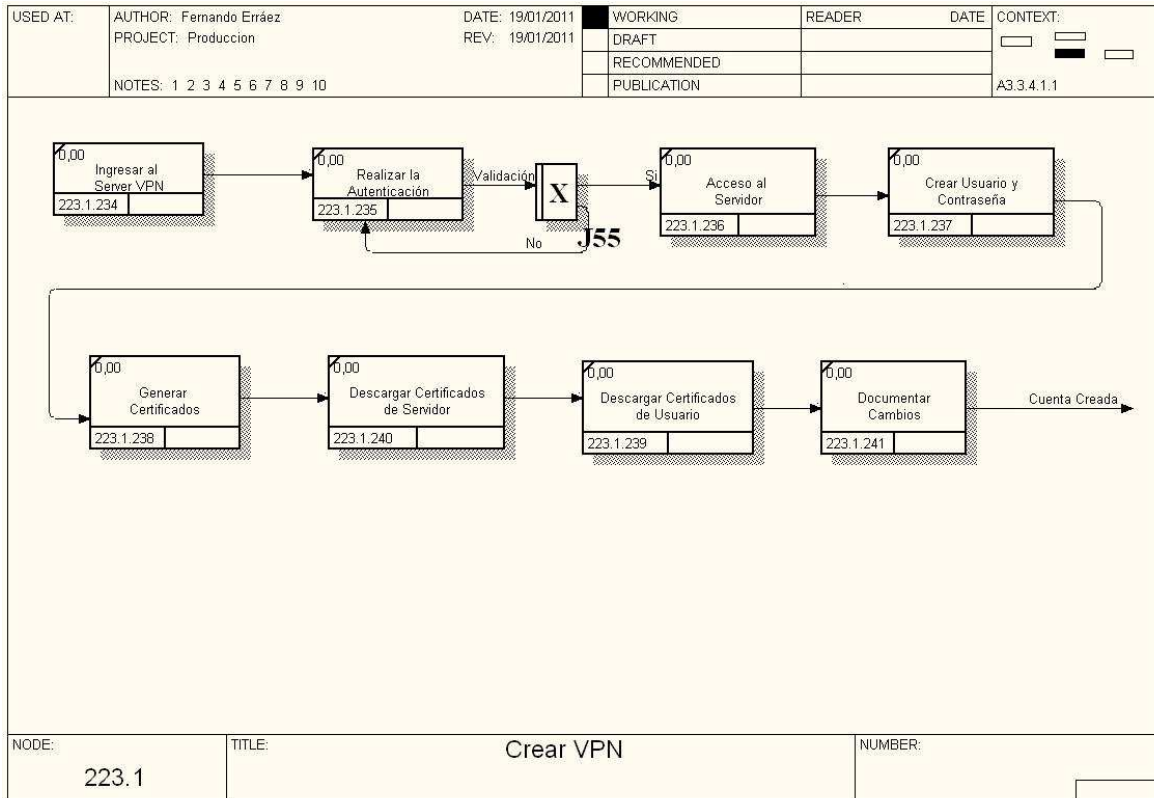 USED AT:
AUTHOR: Fernando Erráez
DATE: 19/01/2011
WORKING
READER
DATE
CONTEXT:
PROJECT: Produccion
REV: 19/01/2011
DRAFT
RECOMMENDED
NOTES: 1 2 3 4 5 6 7 8 9 10
PUBLICATION
A3.3.4.1.1
0,00
Ingresar al
Server VPN
223.1.234
0,00
Realizar la
Autenticación
223.1.235
Validación
X
J55
Si
No
0,00
Acceso al
Servidor
223.1.236
0,00
Crear Usuario y
Contraseña
223.1.237
0,00
Generar
Certificados
223.1.238
0,00
Descargar Certificados
de Servidor
223.1.240
0,00
Descargar Certificados
de Usuario
223.1.239
0,00
Documentar
Cambios
223.1.241
Cuenta Creada
NODE:
223.1
TITLE:
Crear VPN
NUMBER: